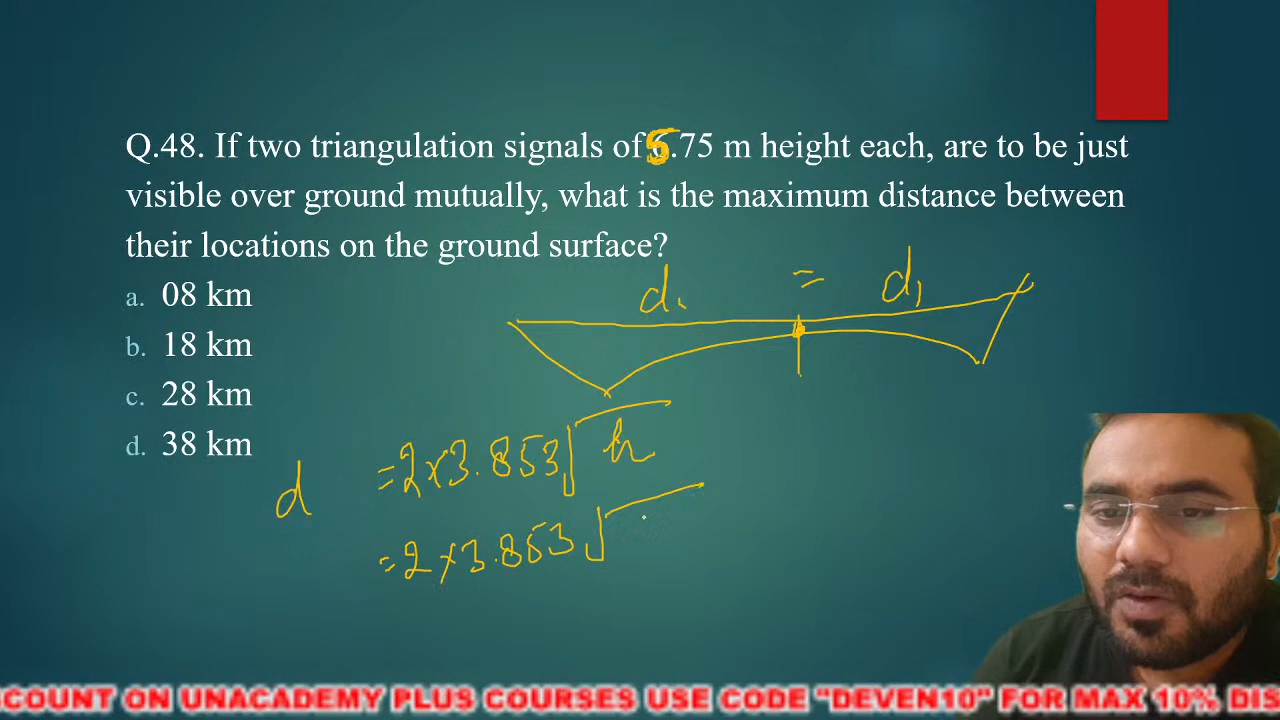 Q.48. If two triangulation signals of 5.75 m height each, are to be just
visible over ground mutually, what is the maximum distance between
their locations on the ground surface?
a. 08 km
b. 18 km
c. 28 km
d. 38 km
d₁ = d₁
d = 2 × 3.853√h
= 2 × 3.853√
COUNT ON UNACADEMY PLUS COURSES USE CODE "DEVEN10" FOR MAX 10% DIS